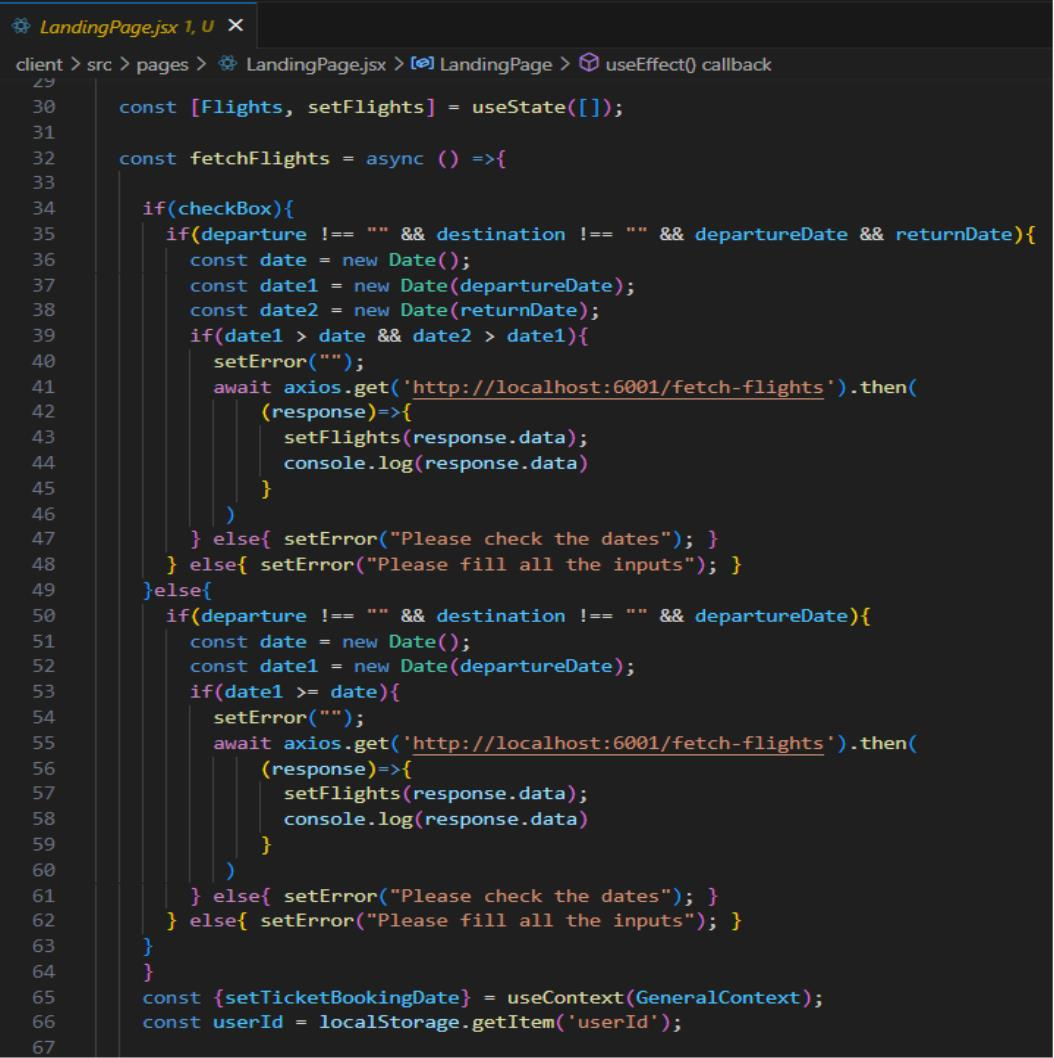 LandingPage.jsx 1, U ×
client > src > pages > LandingPage.jsx > LandingPage > useEffect() callback
29
30 const [Flights, setFlights] = useState([]);
31
32 const fetchFlights = async () =>{
33
34 if(checkBox){
35 if(departure !== "" && destination !== "" && departureDate && returnDate){
36 const date = new Date();
37 const date1 = new Date(departureDate);
38 const date2 = new Date(returnDate);
39 if(date1 > date && date2 > date1){
40 setError("");
41 await axios.get('http://localhost:6001/fetch-flights').then(
42 (response)=>{
43 setFlights(response.data);
44 console.log(response.data)
45 }
46 )
47 } else{ setError("Please check the dates"); }
48 } else{ setError("Please fill all the inputs"); }
49 }else{
50 if(departure !== "" && destination !== "" && departureDate){
51 const date = new Date();
52 const date1 = new Date(departureDate);
53 if(date1 >= date){
54 setError("");
55 await axios.get('http://localhost:6001/fetch-flights').then(
56 (response)=>{
57 setFlights(response.data);
58 console.log(response.data)
59 }
60 )
61 } else{ setError("Please check the dates"); }
62 } else{ setError("Please fill all the inputs"); }
63 }
64 }
65 const {setTicketBookingDate} = useContext(GeneralContext);
66 const userId = localStorage.getItem('userId');
67